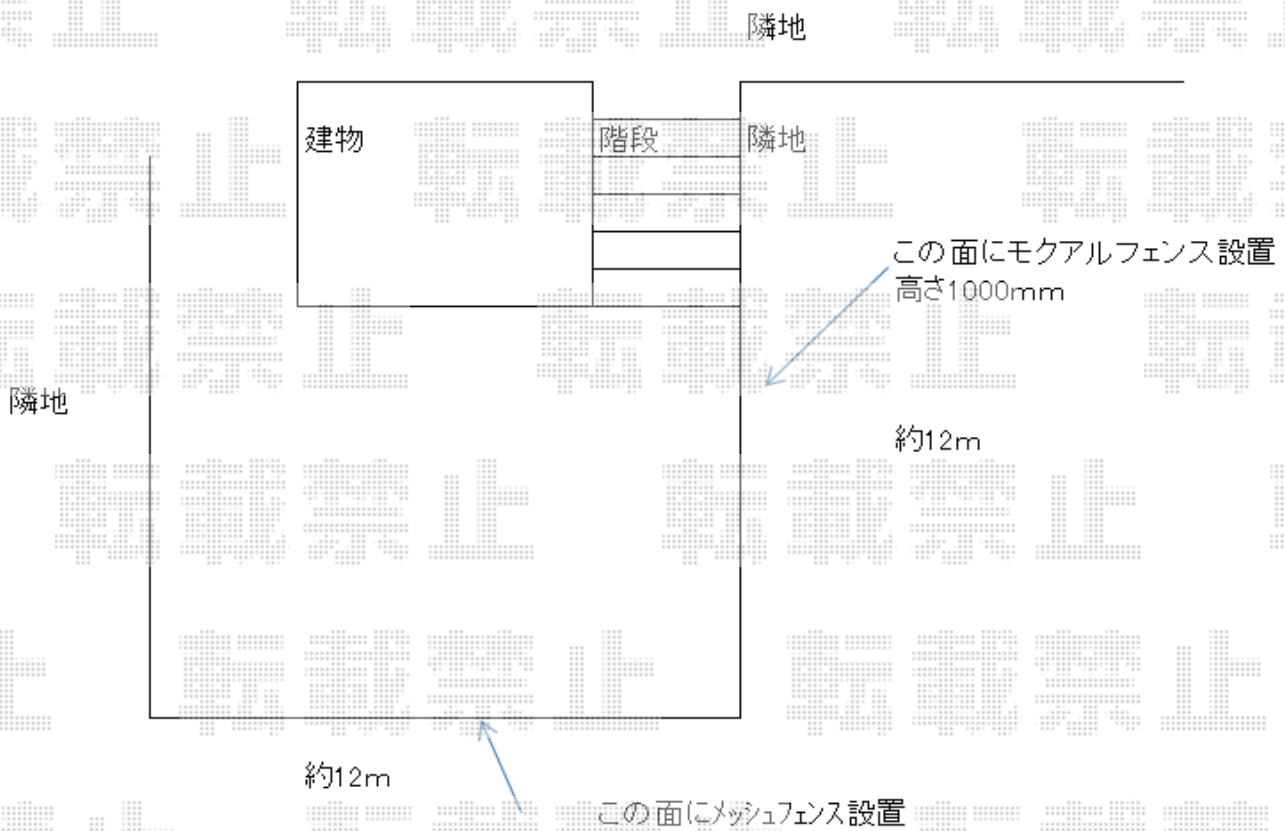 隣地
建物
階段
隣地
この面にモクアルフェンス設置
高さ1000mm
隣地
約12m
約12m
この面にメッシュフェンス設置
転載禁止